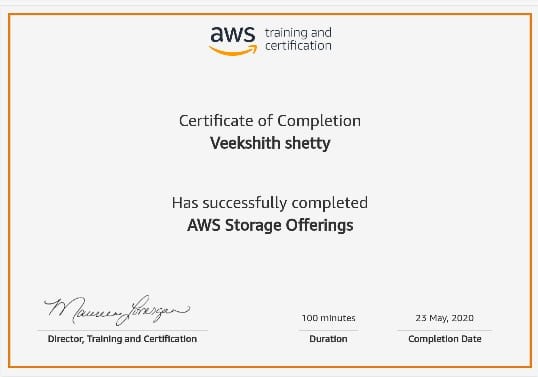 aws training and
certification
Certificate of Completion
Veekshith shetty
Has successfully completed
AWS Storage Offerings
Maureen Lonergan
100 minutes
23 May, 2020
Director, Training and Certification
Duration
Completion Date